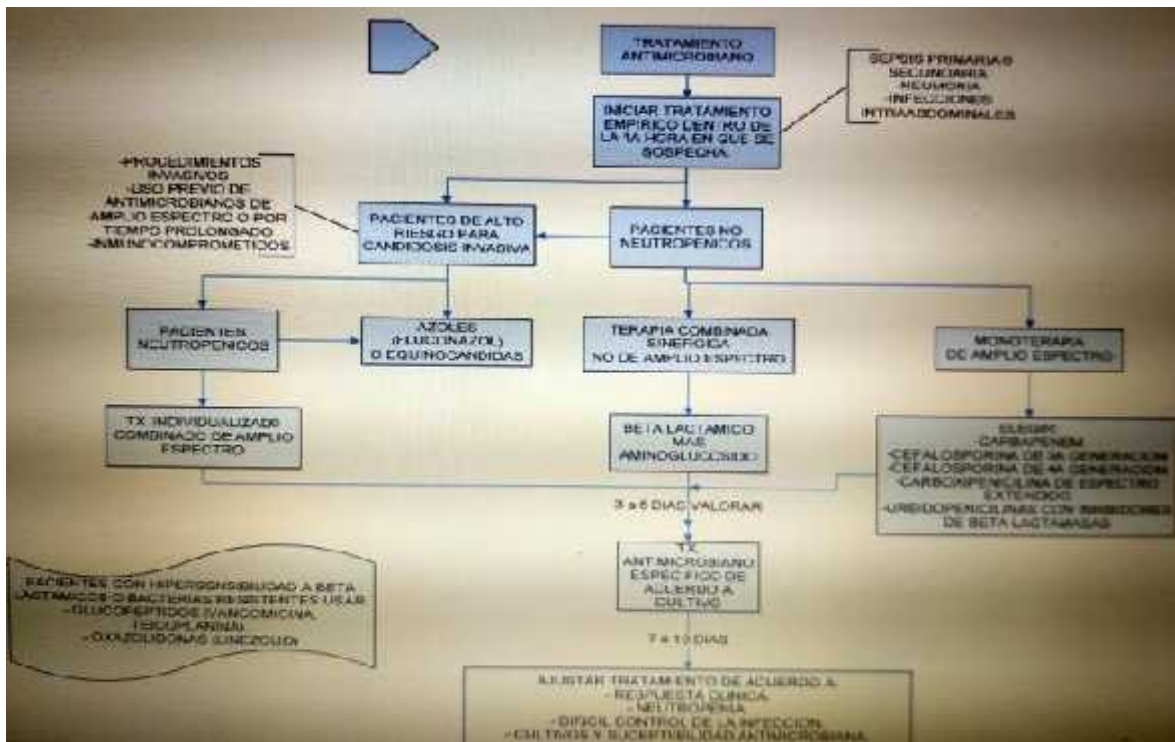 TRATAMIENTO
ANTIMICROBIANO
SEPSIS PRIMARIA O
SECUNDARIA
-NEUMONIA
-INFECCIONES
INTRAABDOMINALES
INICIAR TRATAMIENTO
EMPIRICO DENTRO DE
LA 1A HORA EN QUE SE
SOSPECHA
-PROCEDIMIENTOS
INVASIVOS
-USO PREVIO DE
ANTIMICROBIANOS DE
AMPLIO ESPECTRO O POR
TIEMPO PROLONGADO
-INMUNOCOMPROMETICOS
PACIENTES DE ALTO
RIESGO PARA
CANDIDOSIS INVASIVA
PACIENTES NO
NEUTROPENICOS
PACIENTES
NEUTROPENICOS
AZOLES
(FLUCONAZOL)
O EQUINOCANDIDAS
TERAPIA COMBINADA
SINERGICA
NO DE AMPLIO ESPECTRO
MONOTERAPIA
DE AMPLIO ESPECTRO
TX INDIVIDUALIZADO
COMBINADO DE AMPLIO
ESPECTRO
BETA LACTAMICO
MAS
AMINOGLUCOSIDO
ELEGIR:
-CARBAPENEM
-CEFALOSPORINA DE 3A GENERACION
-CEFALOSPORINA DE 4A GENERACION
-CARBOXIPENICILINA DE ESPECTRO
EXTENDIDO
-UREIDOPENICILINAS CON INHIBIDORES
DE BETA LACTAMASAS
3 a 5 DIAS VALORAR
TX
ANTIMICROBIANO
ESPECIFICO DE
ACUERDO A
CULTIVO
PACIENTES CON HIPERSENSIBILIDAD A BETA
LACTAMICOS O BACTERIAS RESISTENTES USAR
-GLUCOPEPTIDOS (VANCOMICINA,
TEICOPLANINA)
-OXAZOLIDONAS (LINEZOLID)
7 a 10 DIAS
AJUSTAR TRATAMIENTO DE ACUERDO A
- RESPUESTA CLINICA
- NEUTROPENIA
- DIFICIL CONTROL DE LA INFECCION
- CULTIVOS Y SUCEPTIBILIDAD ANTIMICROBIANA